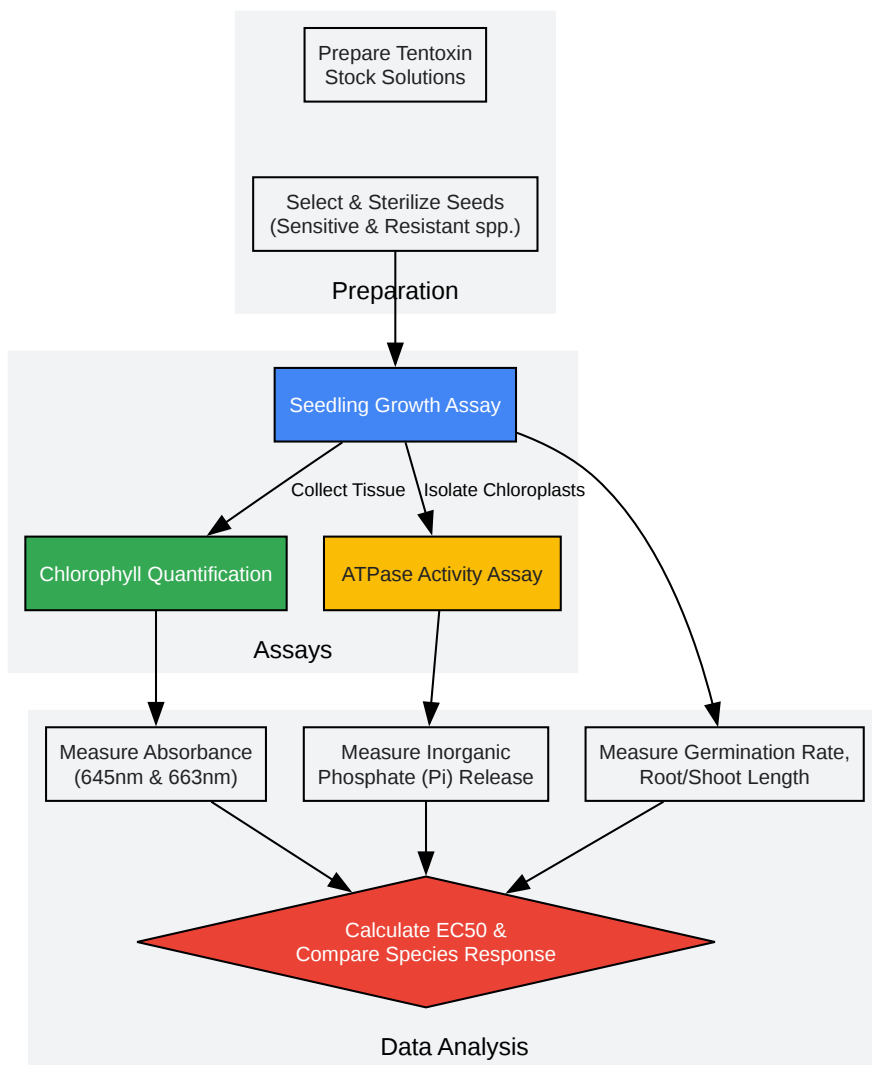 Prepare Tentoxin
Stock Solutions
Select & Sterilize Seeds
(Sensitive & Resistant spp.)
Preparation
Seedling Growth Assay
Collect Tissue
Isolate Chloroplasts
Chlorophyll Quantification
ATPase Activity Assay
Assays
Measure Absorbance
(645nm & 663nm)
Measure Inorganic
Phosphate (Pi) Release
Measure Germination Rate,
Root/Shoot Length
Calculate EC50 &
Compare Species Response
Data Analysis